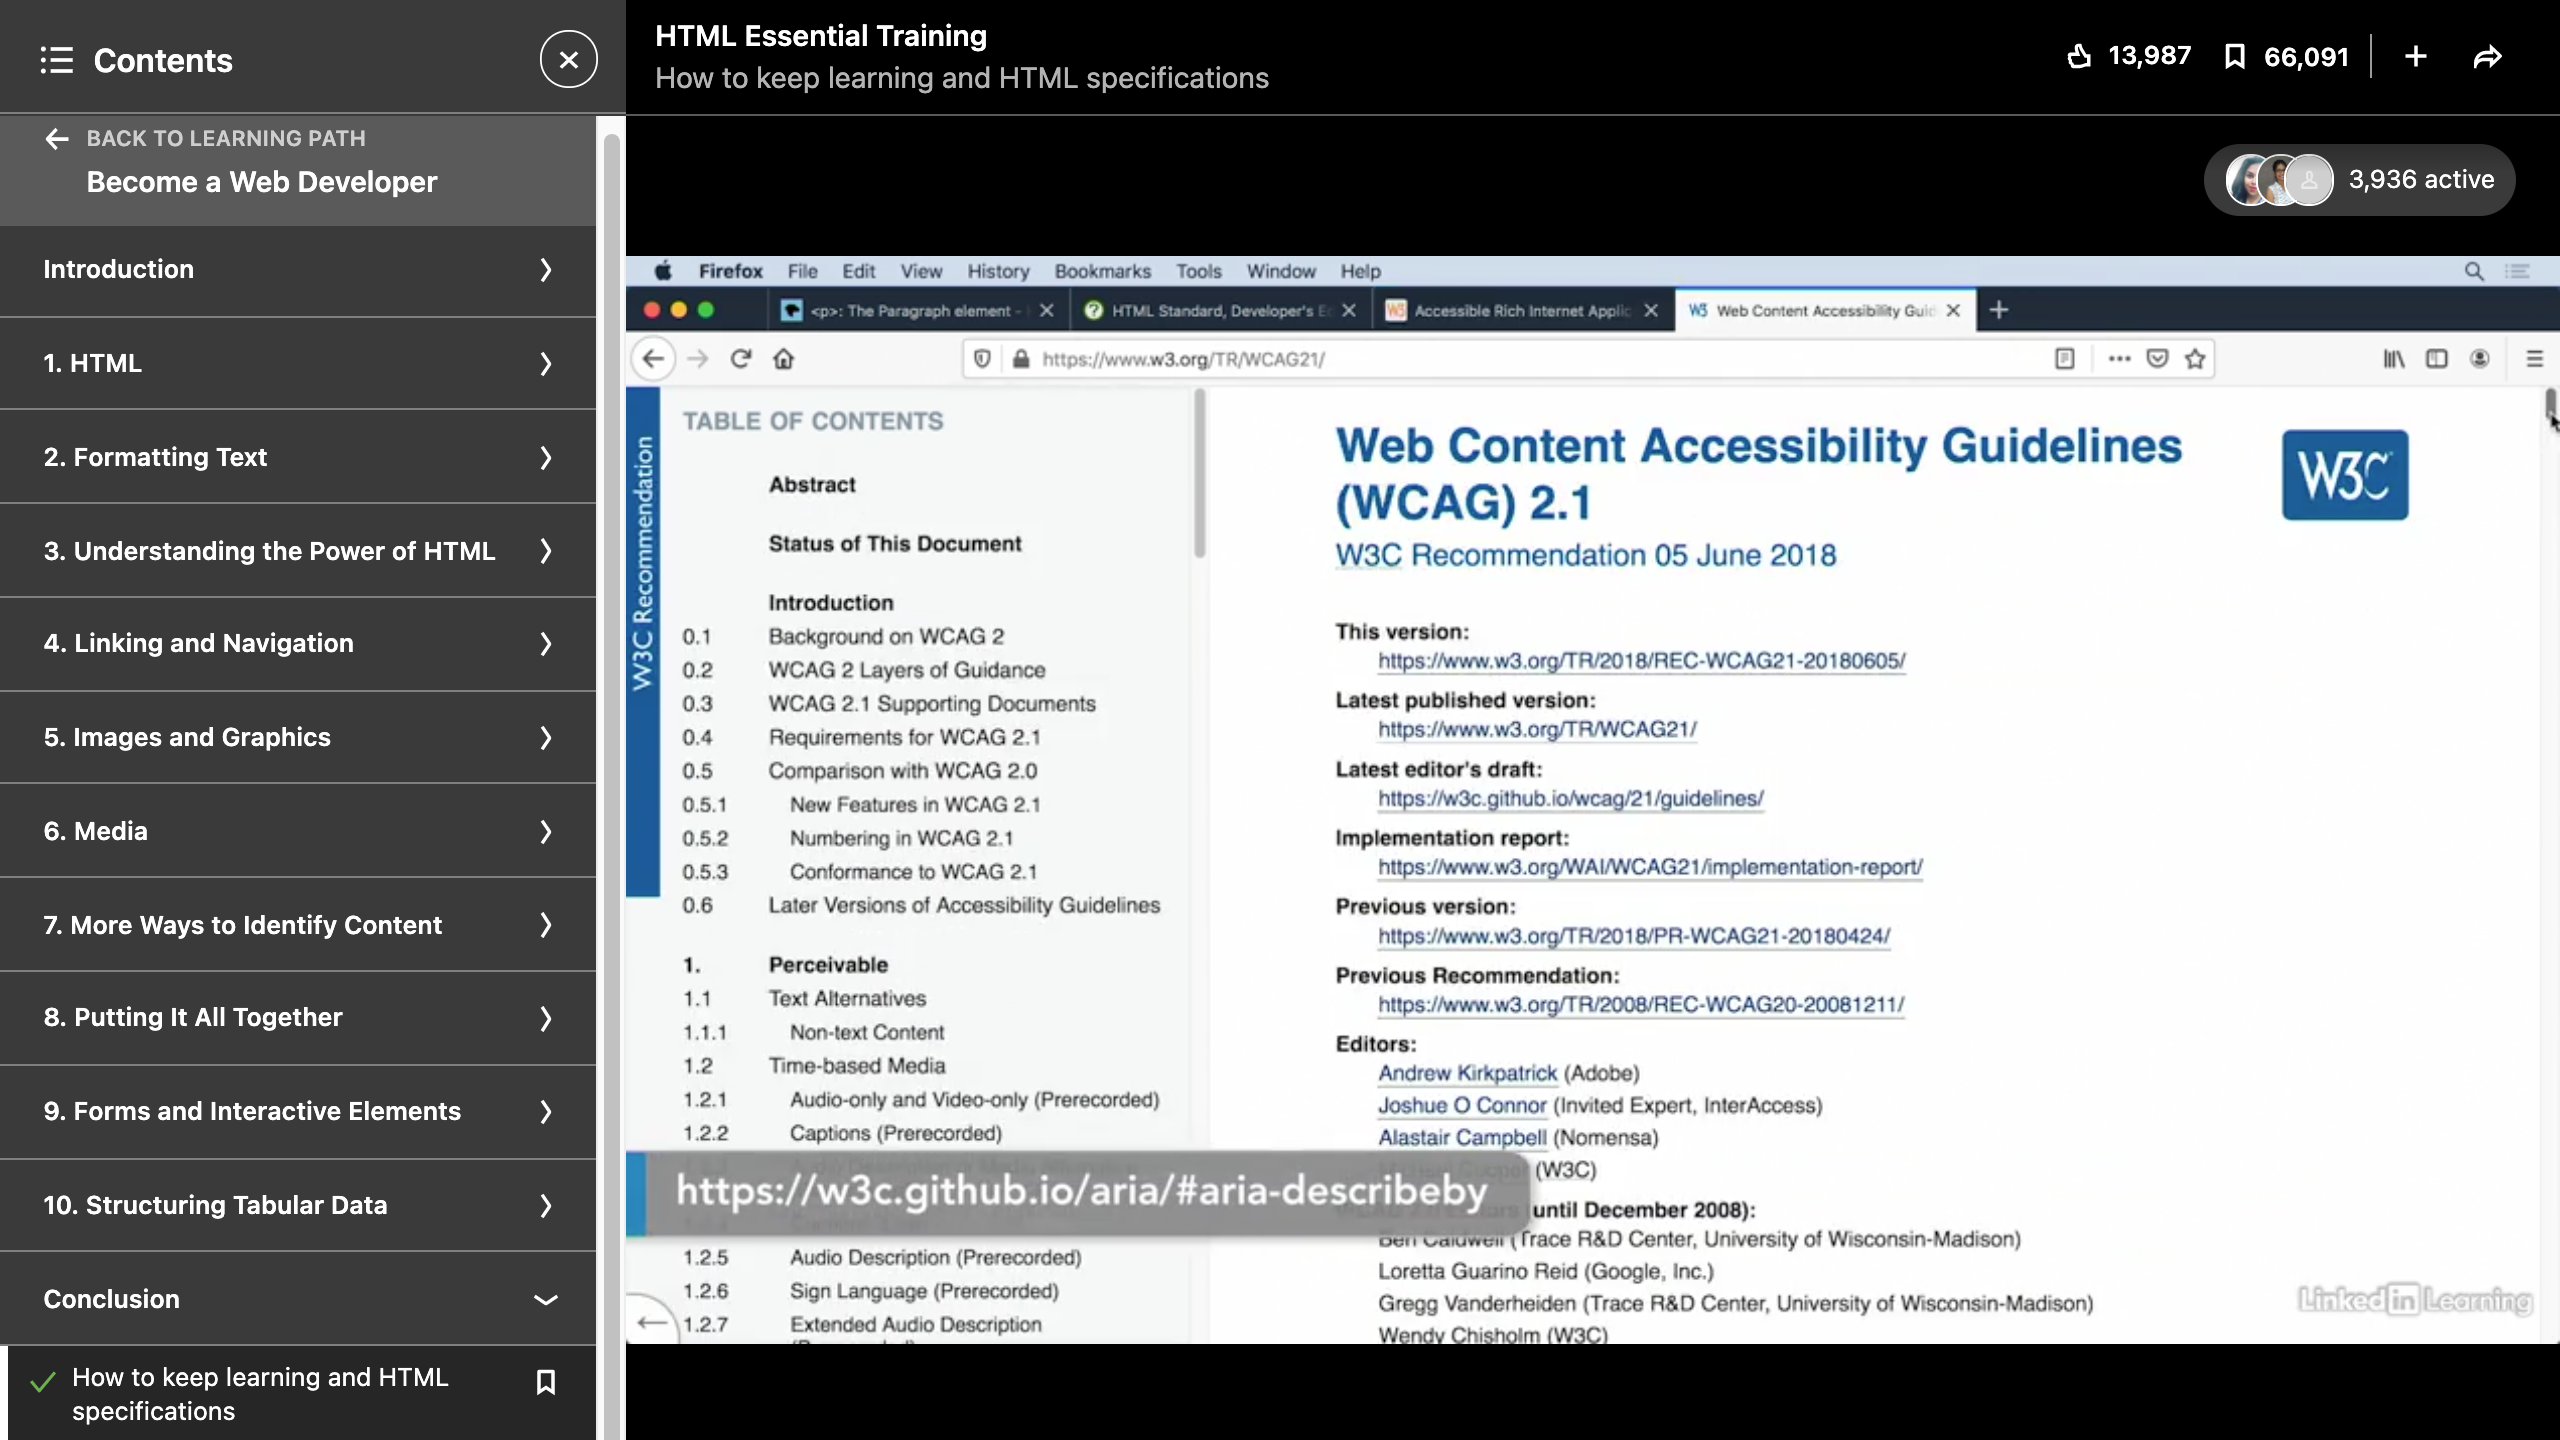 Contents
BACK TO LEARNING PATH
Become a Web Developer
Introduction
1. HTML
2. Formatting Text
3. Understanding the Power of HTML
4. Linking and Navigation
5. Images and Graphics
6. Media
7. More Ways to Identify Content
8. Putting It All Together
9. Forms and Interactive Elements
10. Structuring Tabular Data
Conclusion
How to keep learning and HTML
specifications
HTML Essential Training
How to keep learning and HTML specifications
13,987 66,091
3,936 active
Firefox File Edit View History Bookmarks Tools Window Help
<p>: The Paragraph element - HTML Standard, Developer's Accessible Rich Internet Web Content Accessibility
https://www.w3.org/TR/WCAG21/
W3C Recommendation
TABLE OF CONTENTS
Abstract
Status of This Document
Introduction
0.1 Background on WCAG 2
0.2 WCAG 2 Layers of Guidance
0.3 WCAG 2.1 Supporting Documents
0.4 Requirements for WCAG 2.1
0.5 Comparison with WCAG 2.0
0.5.1 New Features in WCAG 2.1
0.5.2 Numbering in WCAG 2.1
0.5.3 Conformance to WCAG 2.1
0.6 Later Versions of Accessibility Guidelines
1. Perceivable
1.1 Text Alternatives
1.1.1 Non-text Content
1.2 Time-based Media
1.2.1 Audio-only and Video-only (Prerecorded)
1.2.2 Captions (Prerecorded)
1.2.5 Audio Description (Prerecorded)
1.2.6 Sign Language (Prerecorded)
1.2.7 Extended Audio Description
Web Content Accessibility Guidelines
(WCAG) 2.1
W3C
W3C Recommendation 05 June 2018
This version:
https://www.w3.org/TR/2018/REC-WCAG21-20180605/
Latest published version:
https://www.w3.org/TR/WCAG21/
Latest editor's draft:
https://w3c.github.io/wcag/21/guidelines/
Implementation report:
https://www.w3.org/WAI/WCAG21/implementation-report/
Previous version:
https://www.w3.org/TR/2018/PR-WCAG21-20180424/
Previous Recommendation:
https://www.w3.org/TR/2008/REC-WCAG20-20081211/
Editors:
Andrew Kirkpatrick (Adobe)
Joshue O Connor (Invited Expert, InterAccess)
Alastair Campbell (Nomensa)
(W3C)
until December 2008):
Ben Caldwell (Trace R&D Center, University of Wisconsin-Madison)
Loretta Guarino Reid (Google, Inc.)
Gregg Vanderheiden (Trace R&D Center, University of Wisconsin-Madison)
Wendy Chisholm (W3C)
https://w3c.github.io/aria/#aria-describeby
Linked in Learning